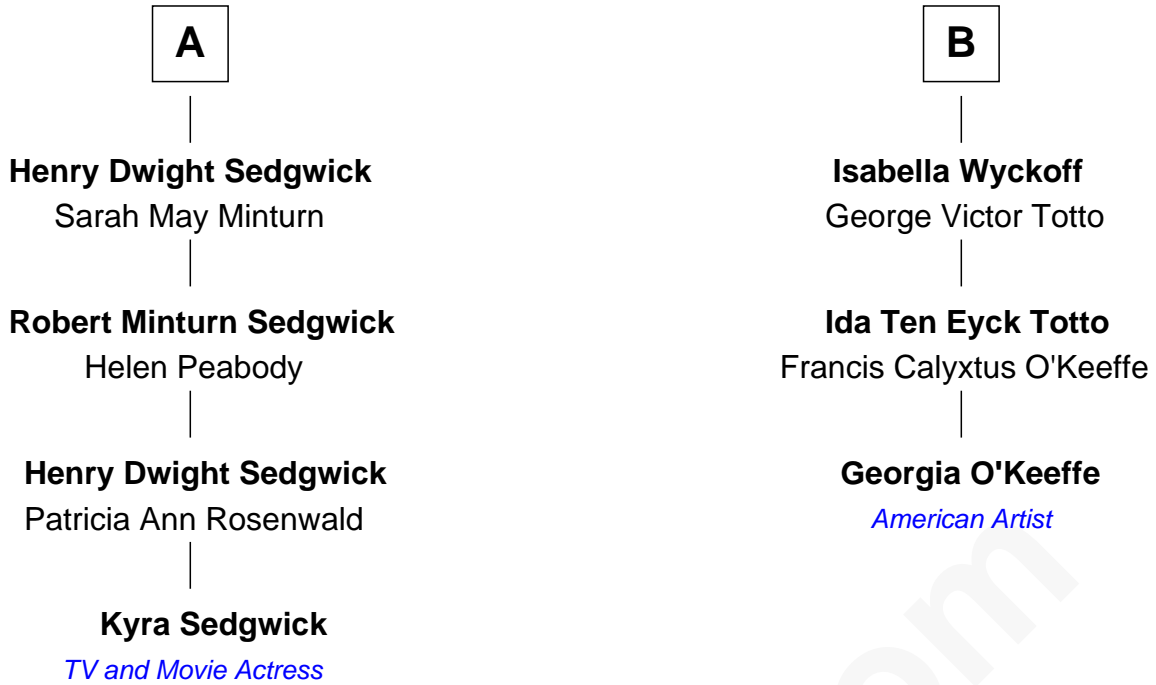 A
B
Henry Dwight Sedgwick
Sarah May Minturn
Isabella Wyckoff
George Victor Totto
Robert Minturn Sedgwick
Helen Peabody
Ida Ten Eyck Totto
Francis Calyxtus O'Keeffe
Henry Dwight Sedgwick
Patricia Ann Rosenwald
Georgia O'Keeffe
American Artist
Kyra Sedgwick
TV and Movie Actress
om